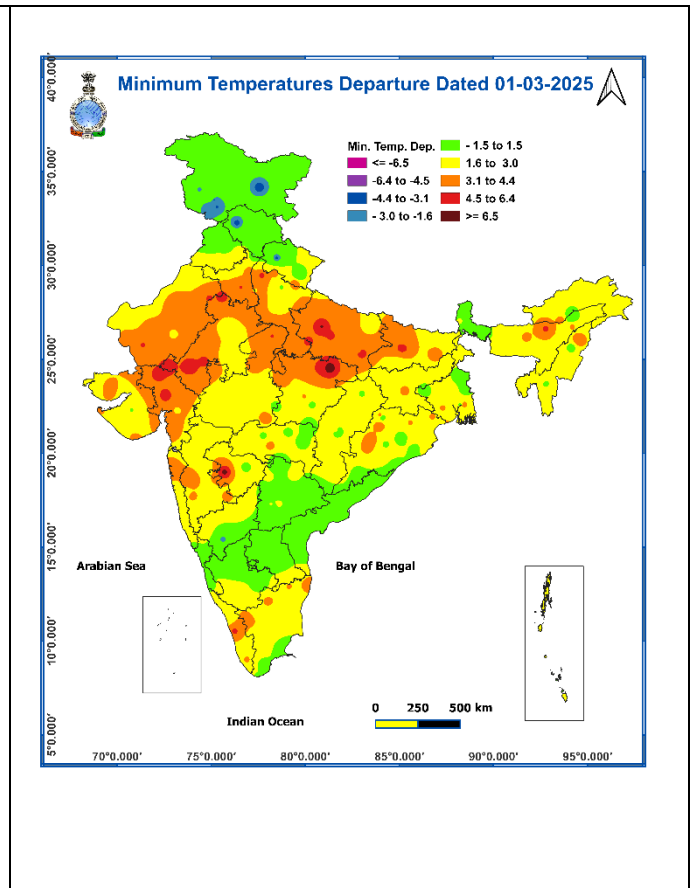 Minimum Temperatures Departure Dated 01-03-2025
Min. Temp. Dep.
<= -6.5
-6.4 to -4.5
-4.4 to -3.1
- 3.0 to -1.6
- 1.5 to 1.5
1.6 to 3.0
3.1 to 4.4
4.5 to 6.4
>= 6.5
40°0.000'
35°0.000'
30°0.000'
25°0.000'
20°0.000'
15°0.000'
10°0.000'
5°0.000'
Arabian Sea
Bay of Bengal
Indian Ocean
0 250 500 km
70°0.000' 75°0.000' 80°0.000' 85°0.000' 90°0.000' 95°0.000'